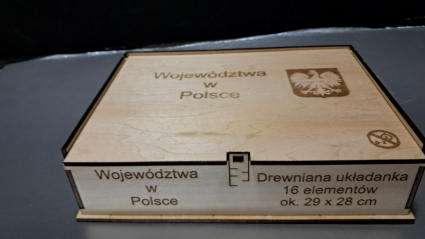 Województwa
w
Polsce
Województwa
w
Polsce
Drewniana układanka
16 elementów
ok. 29 x 28 cm